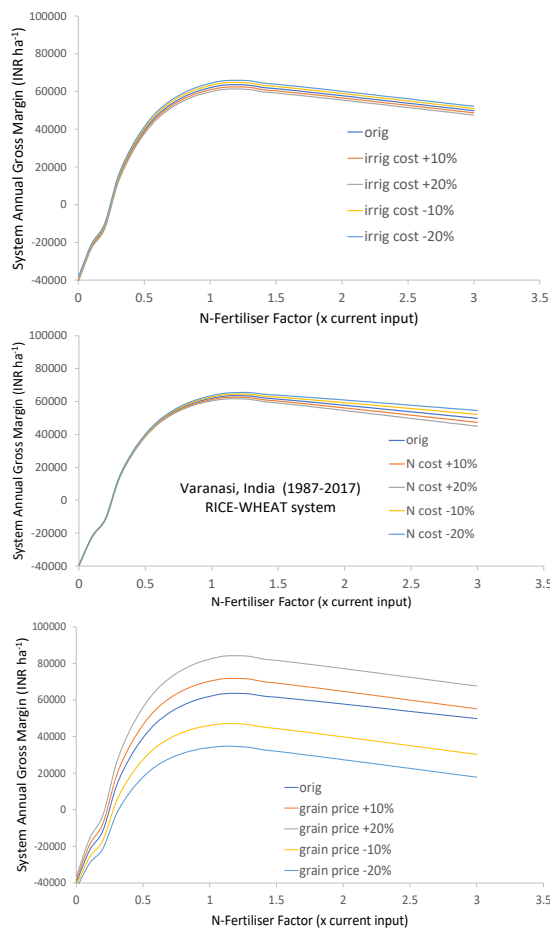 100000
80000
60000
40000
20000
0
-20000
-40000
System Annual Gross Margin (INR ha-1)
orig
irrig cost +10%
irrig cost +20%
irrig cost -10%
irrig cost -20%
0 0.5 1 1.5 2 2.5 3 3.5
N-Fertiliser Factor (x current input)
100000
80000
60000
40000
20000
0
-20000
-40000
System Annual Gross Margin (INR ha-1)
Varanasi, India (1987-2017)
RICE-WHEAT system
orig
N cost +10%
N cost +20%
N cost -10%
N cost -20%
0 0.5 1 1.5 2 2.5 3 3.5
N-Fertiliser Factor (x current input)
100000
80000
60000
40000
20000
0
-20000
-40000
System Annual Gross Margin (INR ha-1)
orig
grain price +10%
grain price +20%
grain price -10%
grain price -20%
0 0.5 1 1.5 2 2.5 3 3.5
N-Fertiliser Factor (x current input)